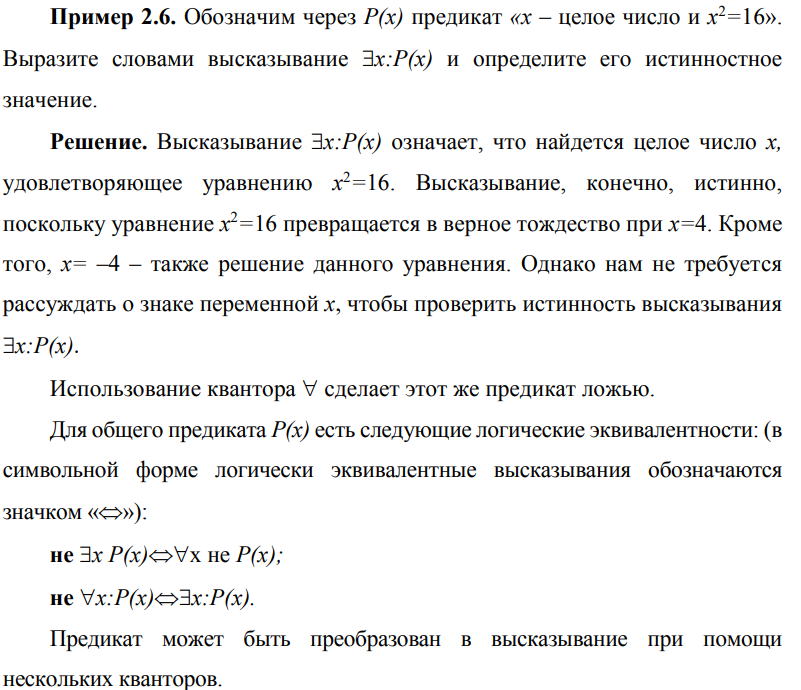 Пример 2.6. Обозначим через P(x) предикат «x – целое число и x²=16».
Выразите словами высказывание ∃x:P(x) и определите его истинностное
значение.
Решение. Высказывание ∃x:P(x) означает, что найдется целое число x,
удовлетворяющее уравнению x²=16. Высказывание, конечно, истинно,
поскольку уравнение x²=16 превращается в верное тождество при x=4. Кроме
того, x= –4 – также решение данного уравнения. Однако нам не требуется
рассуждать о знаке переменной x, чтобы проверить истинность высказывания
∃x:P(x).
Использование квантора ∀ сделает этот же предикат ложью.
Для общего предиката P(x) есть следующие логические эквивалентности: (в
символьной форме логически эквивалентные высказывания обозначаются
значком «⇔»):
не ∃x P(x)⇔∀x не P(x);
не ∀x:P(x)⇔∃x:P(x).
Предикат может быть преобразован в высказывание при помощи
нескольких кванторов.